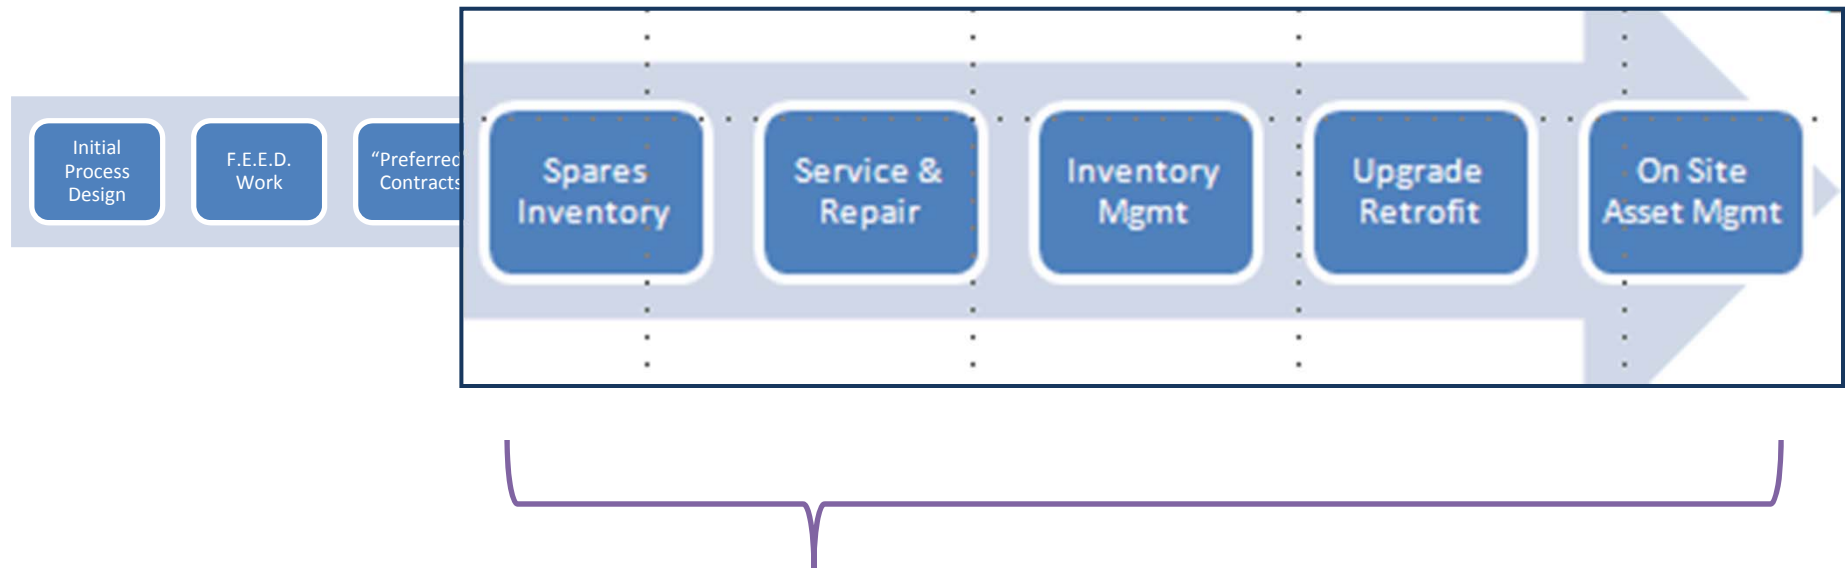 Initial
Process
Design
F.E.E.D.
Work
“Preferred”
Contracts
Spares
Inventory
Service &
Repair
Inventory
Mgmt
Upgrade
Retrofit
On Site
Asset Mgmt